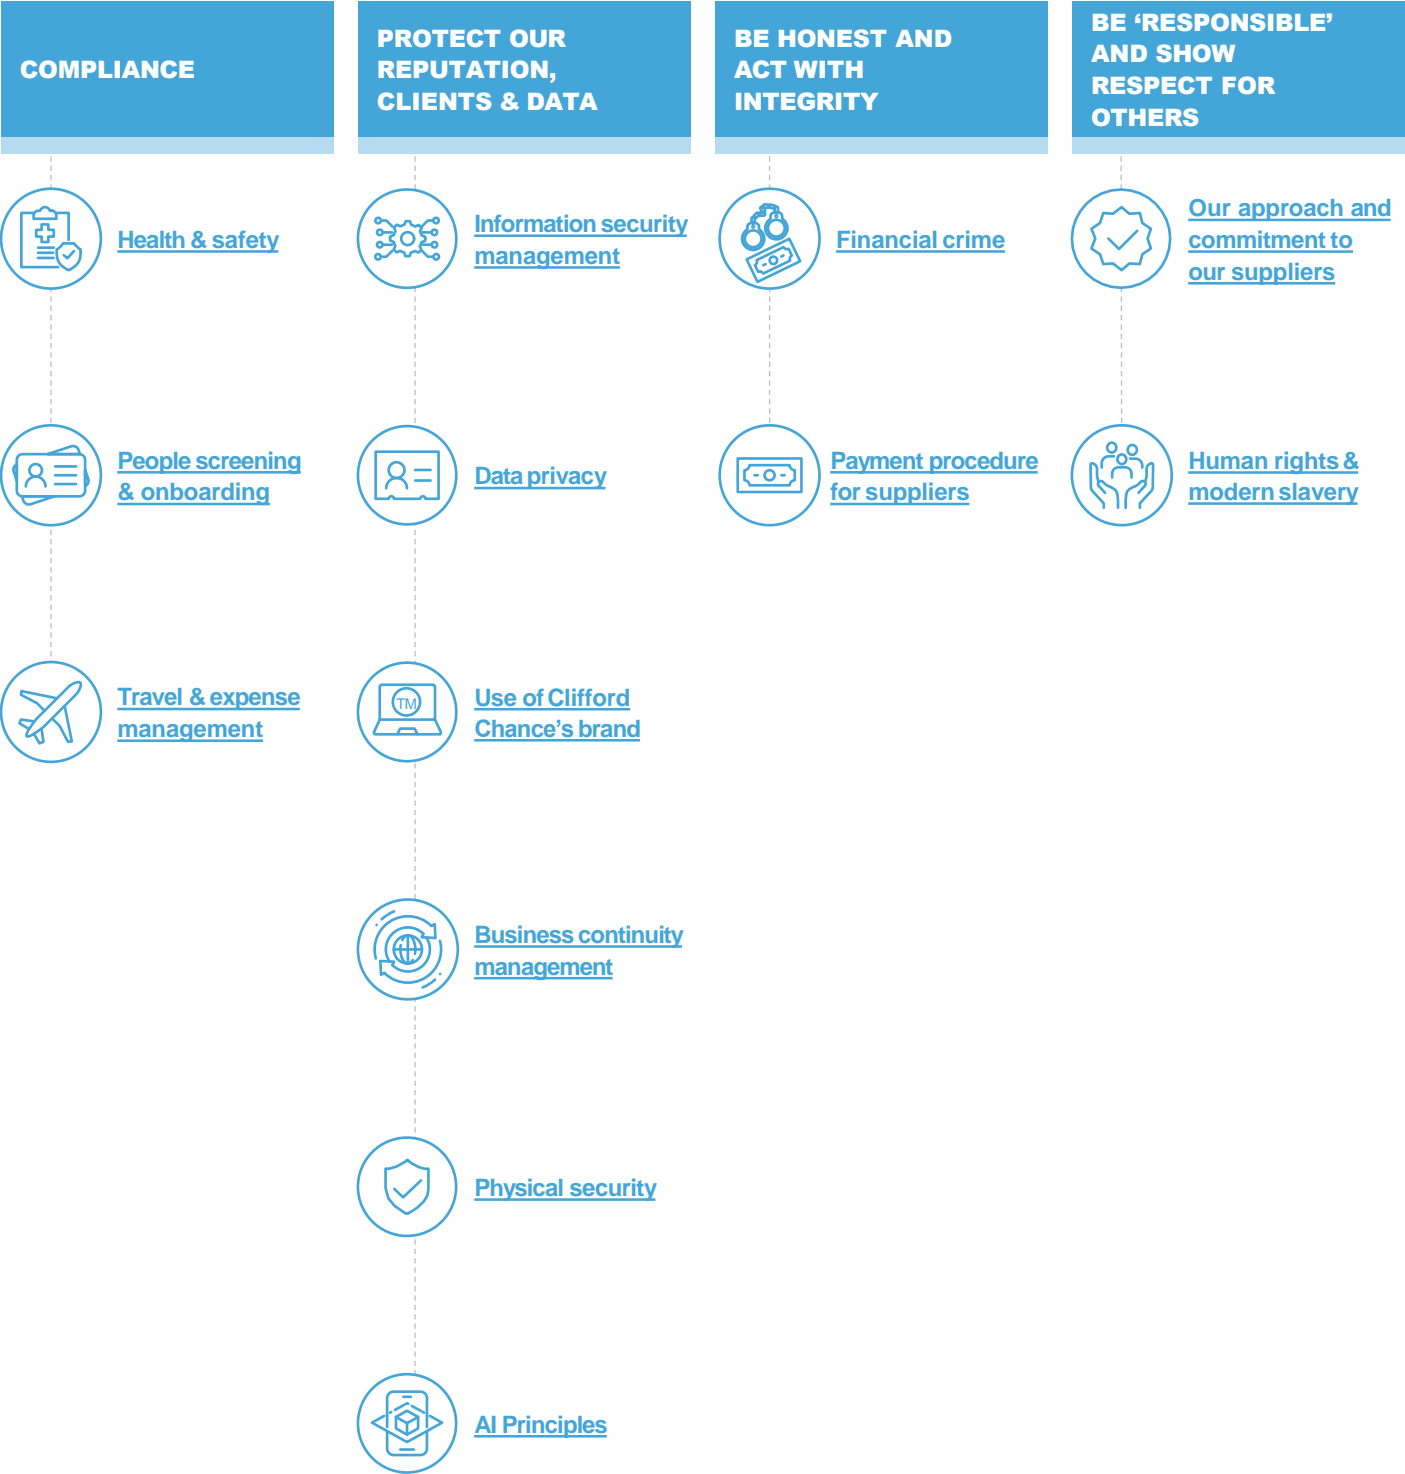 COMPLIANCE
PROTECT OUR
REPUTATION,
CLIENTS & DATA
BE HONEST AND
ACT WITH
INTEGRITY
BE ‘RESPONSIBLE’
AND SHOW
RESPECT FOR
OTHERS
Health & safety
People screening
& onboarding
Travel & expense
management
Information security
management
Data privacy
TM
Use of Clifford
Chance’s brand
Business continuity
management
Physical security
AI Principles
Financial crime
Payment procedure
for suppliers
Our approach and
commitment to
our suppliers
Human rights &
modern slavery